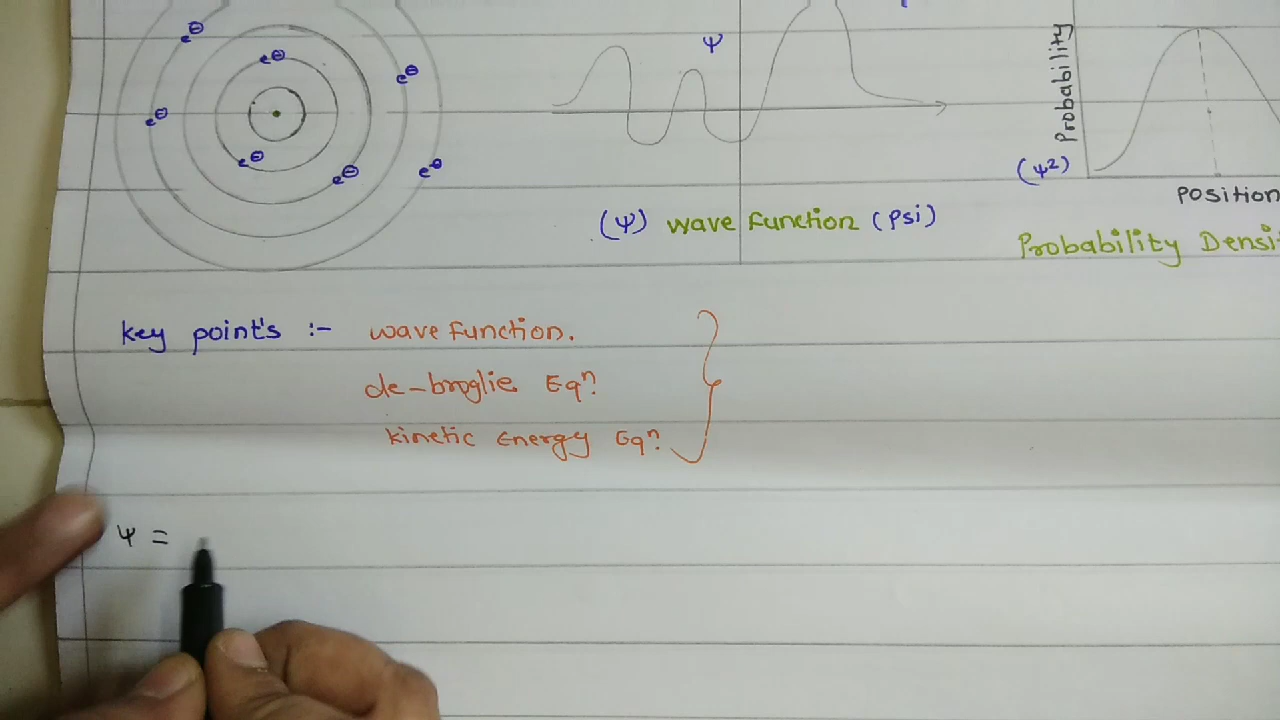 e⊖
e⊖
e⊖
e⊖
e⊖
e⊖
e⊖
ψ
(ψ) wave function (psi)
Probability
(ψ²)
Position
Probability Densi
key point's :- wave function.
de-broglie Eqⁿ
kinetic Energy Eqⁿ
ψ =